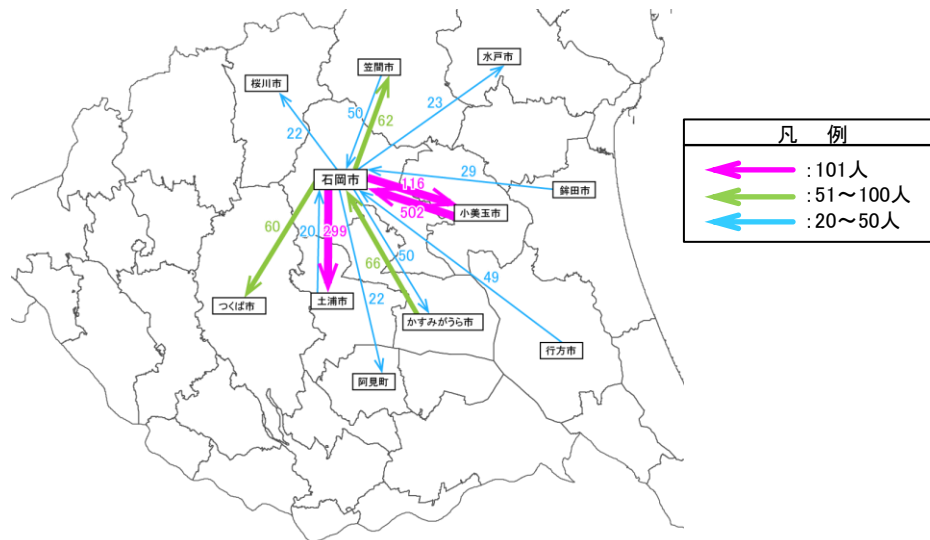 水戸市
笠間市
桜川市
50
62
23
22
石岡市
29
116
鉾田市
小美玉市
502
60
20
299
66
50
49
22
つくば市
土浦市
かすみがうら市
行方市
阿見町
凡 例
:101人
:51～100人
:20～50人